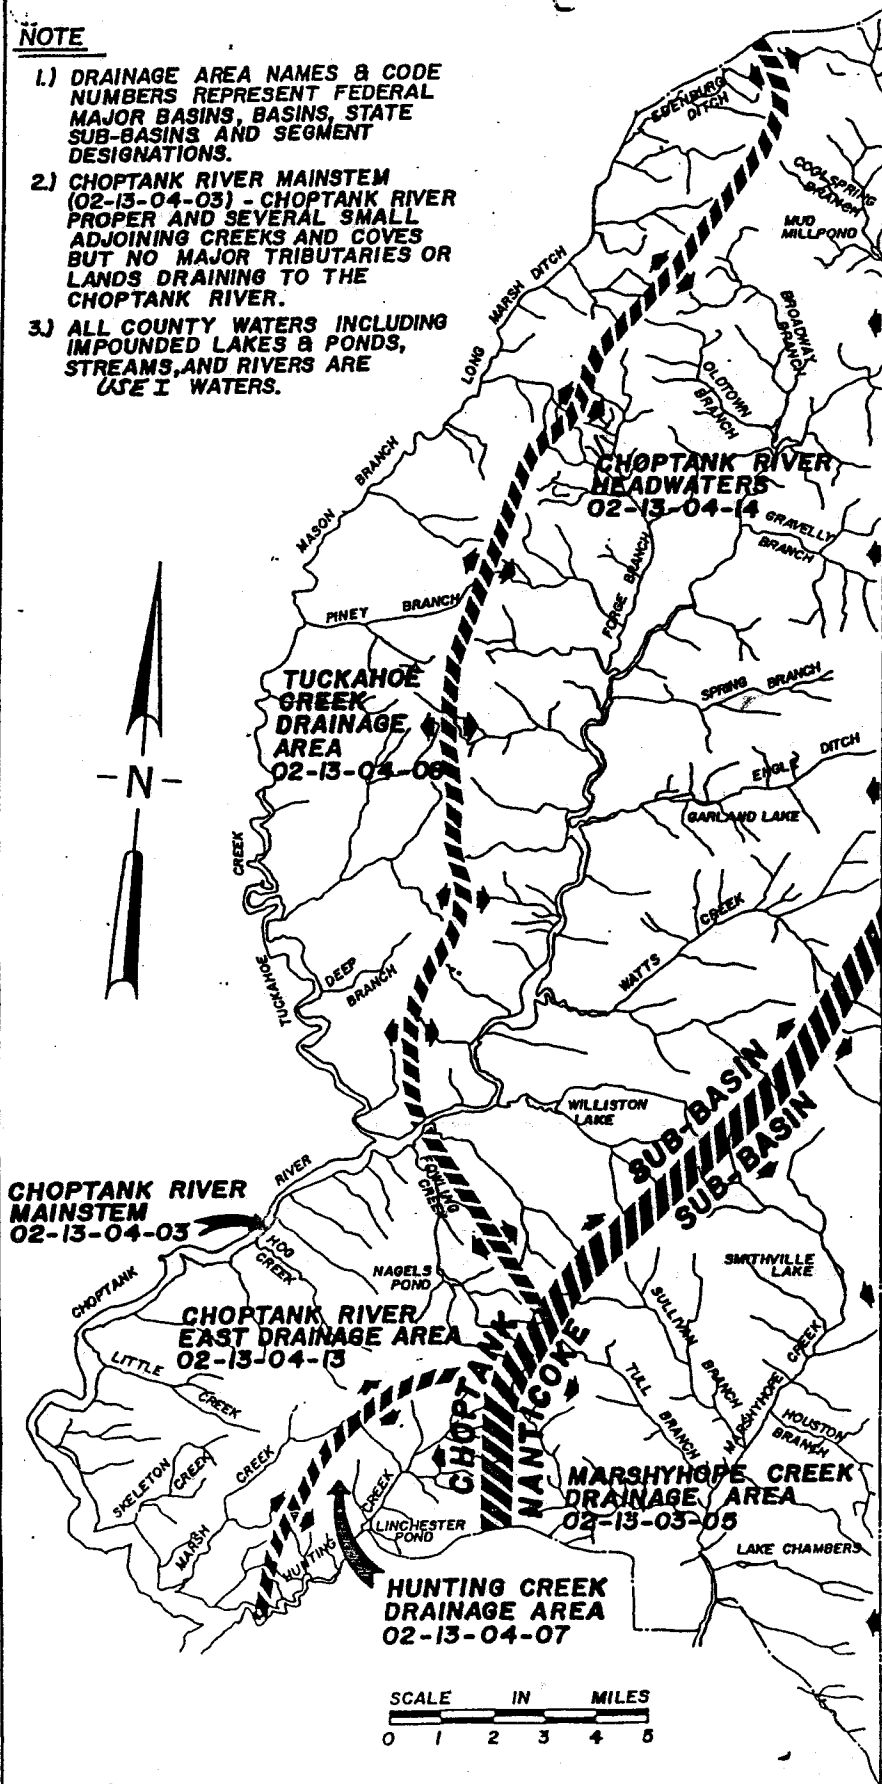 NOTE
1.) DRAINAGE AREA NAMES & CODE
NUMBERS REPRESENT FEDERAL
MAJOR BASINS, BASINS, STATE
SUB-BASINS AND SEGMENT
DESIGNATIONS.
2.) CHOPTANK RIVER MAINSTEM
(02-13-04-03) - CHOPTANK RIVER
PROPER AND SEVERAL SMALL
ADJOINING CREEKS AND COVES
BUT NO MAJOR TRIBUTARIES OR
LANDS DRAINING TO THE
CHOPTANK RIVER.
3.) ALL COUNTY WATERS INCLUDING
IMPOUNDED LAKES & PONDS,
STREAMS, AND RIVERS ARE
USE I WATERS.
EDENBURG
DITCH
COOLSPRING
BRANCH
MUD
MILLPOND
LONG MARSH DITCH
BROADWAY
BRANCH
OLDTOWN
BRANCH
MASON BRANCH
CHOPTANK RIVER
HEADWATERS
02-13-04-14
GRAVELLY
BRANCH
FORGE BRANCH
PINEY BRANCH
TUCKAHOE
CREEK
DRAINAGE
AREA
02-13-04-06
SPRING BRANCH
ENGLE DITCH
GARLAND LAKE
-N-
TUCKAHOE CREEK
DEEP
BRANCH
WATTS CREEK
WILLISTON
LAKE
SUB-BASIN
SUB-BASIN
CHOPTANK RIVER
MAINSTEM
02-13-04-03
CHOPTANK RIVER
FOWLING
CREEK
HOG
CREEK
NAGELS
POND
SMITHVILLE
LAKE
CHOPTANK RIVER
EAST DRAINAGE AREA
02-13-04-13
CHOPTANK
NANTICOKE
SULLIVAN BRANCH
TULL BRANCH
MARSHYHOPE CREEK
HOUSTON
BRANCH
LITTLE CREEK
SKELETON CREEK
MARSH CREEK
HUNTING CREEK
LINCHESTER
POND
MARSHYHOPE CREEK
DRAINAGE AREA
02-13-03-05
LAKE CHAMBERS
HUNTING CREEK
DRAINAGE AREA
02-13-04-07
SCALE IN MILES
0 1 2 3 4 5